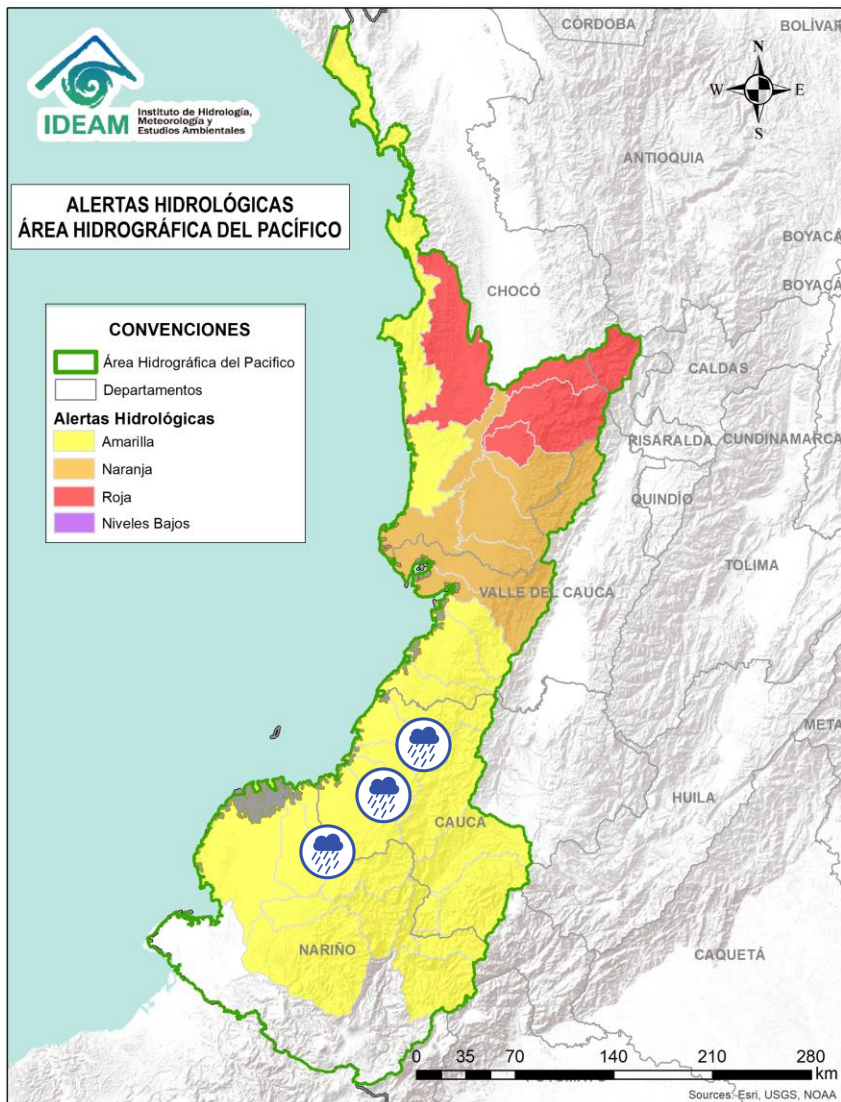 CÓRDOBA
BOLÍVAR
N
W E
S
IDEAM
Instituto de Hidrología,
Meteorología y
Estudios Ambientales
ANTIOQUIA
ALERTAS HIDROLÓGICAS
ÁREA HIDROGRÁFICA DEL PACÍFICO
BOYACÁ
BOYACÁ
CHOCÓ
CONVENCIONES
Área Hidrográfica del Pacifico
Departamentos
Alertas Hidrológicas
Amarilla
Naranja
Roja
Niveles Bajos
CALDAS
RISARALDA
CUNDINAMARCA
QUINDÍO
TOLIMA
VALLE DEL CAUCA
META
HUILA
CAUCA
NARIÑO
CAQUETÁ
0 35 70 140 210 280
km
Sources: Esri, USGS, NOAA